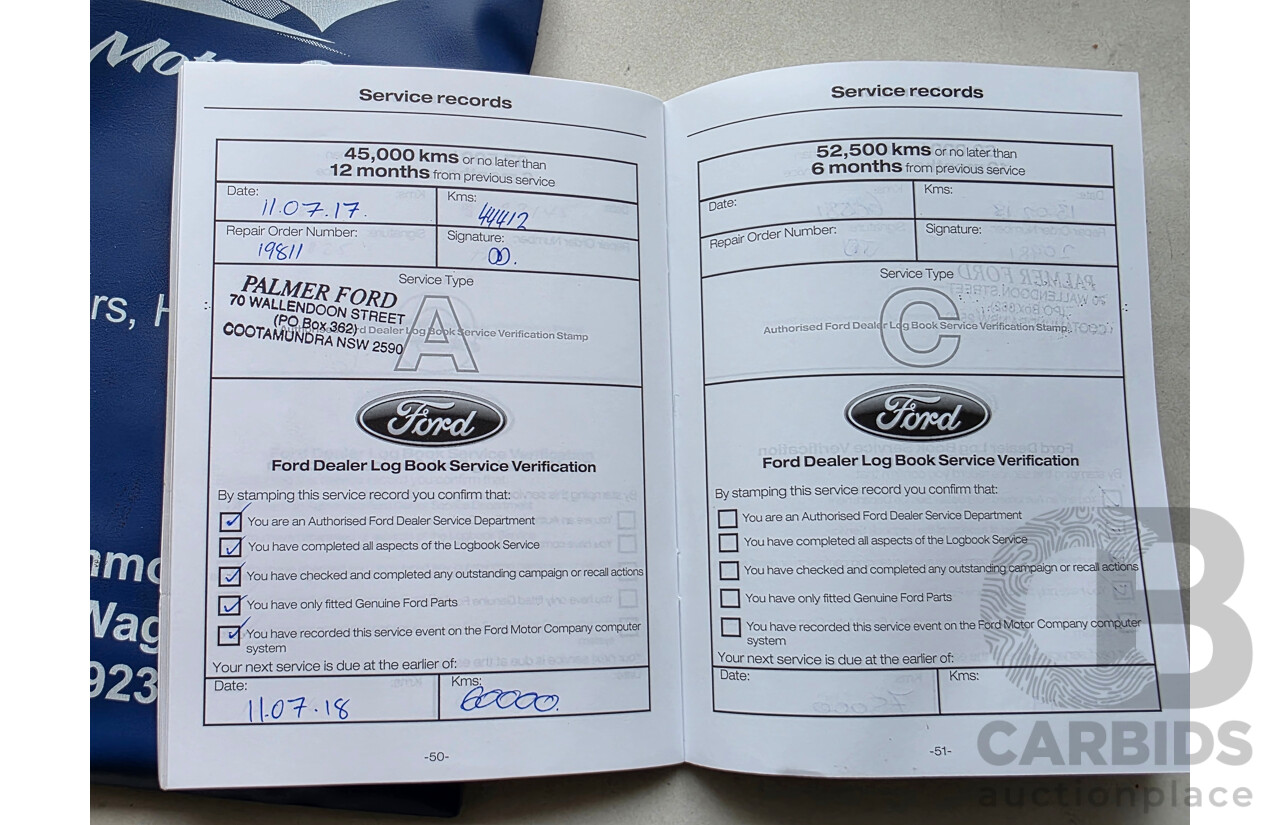 Service records
45,000 kms or no later than
12 months from previous service
Date:
11.07.17.
Kms:
44412
Repair Order Number:
19811
Signature:
Service Type
PALMER FORD
70 WALLENDOON STREET
(PO Box 362)
COOTAMUNDRA NSW 2590
A
Dealer Log Book Service Verification Stamp
Ford
Ford Dealer Log Book Service Verification
By stamping this service record you confirm that:
You are an Authorised Ford Dealer Service Department
You have completed all aspects of the Logbook Service
You have checked and completed any outstanding campaign or recall actions
You have only fitted Genuine Ford Parts
You have recorded this service event on the Ford Motor Company computer
system
Your next service is due at the earlier of:
Date:
11.07.18
Kms:
60000.
-50-
Service records
52,500 kms or no later than
6 months from previous service
Date:
Kms:
Repair Order Number:
Signature:
Service Type
C
Authorised Ford Dealer Log Book Service Verification Stamp
Ford
Ford Dealer Log Book Service Verification
By stamping this service record you confirm that:
You are an Authorised Ford Dealer Service Department
You have completed all aspects of the Logbook Service
You have checked and completed any outstanding campaign or recall actions
You have only fitted Genuine Ford Parts
You have recorded this service event on the Ford Motor Company computer
system
Your next service is due at the earlier of:
Date:
Kms:
-51-
rs, H
Wag
923
CB
CARBIDS
auctionplace